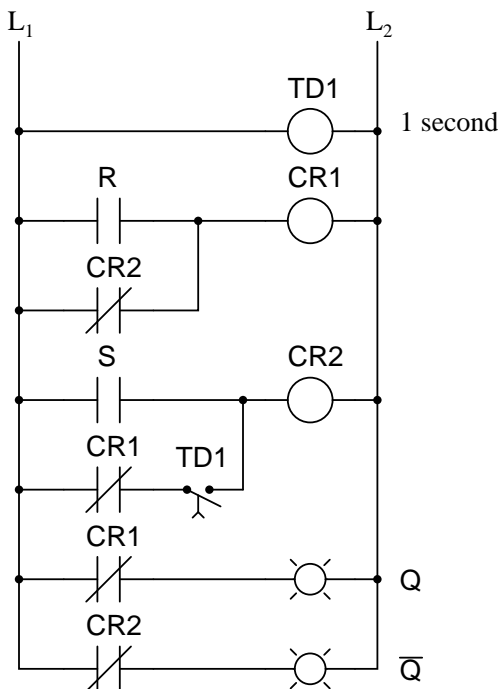 L₁ L₂
TD1
1 second
R CR1
CR2
S CR2
CR1 TD1
CR1
Q
CR2
Q̅